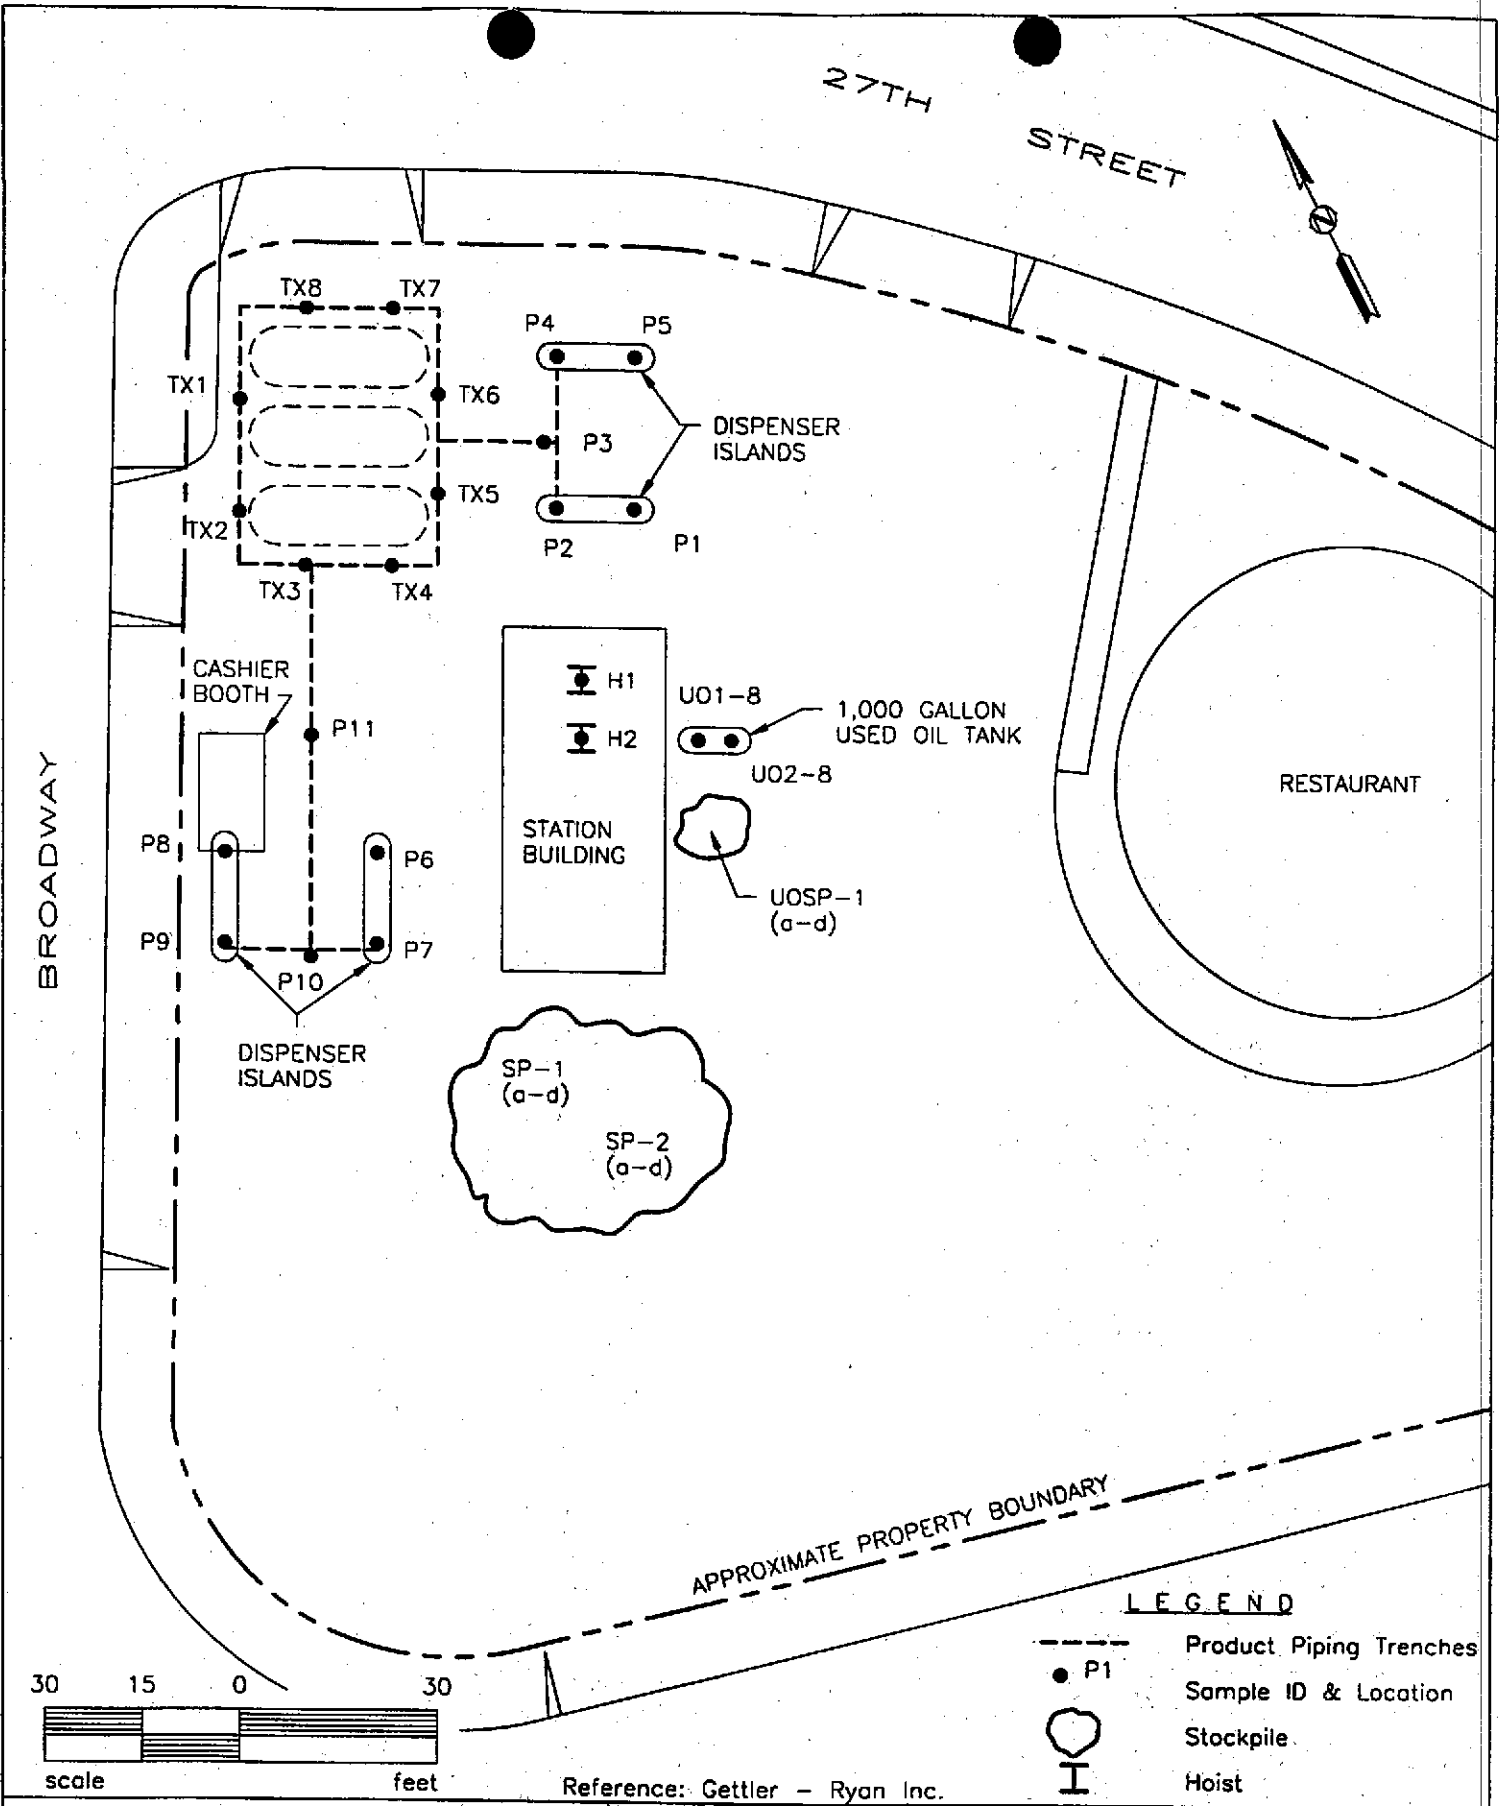 27TH
STREET
N
TX8
TX7
P4
P5
TX1
TX6
DISPENSER
ISLANDS
P3
TX5
TX2
P2
P1
TX3
TX4
CASHIER
BOOTH
H1
UO1-8
1,000 GALLON
USED OIL TANK
P11
H2
UO2-8
BROADWAY
RESTAURANT
STATION
BUILDING
P8
P6
UOSP-1
(a-d)
P9
P7
P10
DISPENSER
ISLANDS
SP-1
(a-d)
SP-2
(a-d)
APPROXIMATE PROPERTY BOUNDARY
LEGEND
Product Piping Trenches
P1
Sample ID & Location
Stockpile
Hoist
30 15 0 30
scale feet
Reference: Gettler - Ryan Inc.